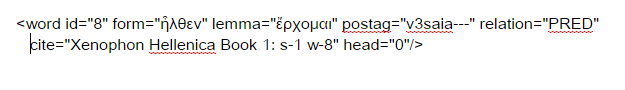 <word id="8" form="ἦλθεν" lemma="ἔρχομαι" postag="v3saia---" relation="PRED"
cite="Xenophon Hellenica Book 1: s-1 w-8" head="0"/>